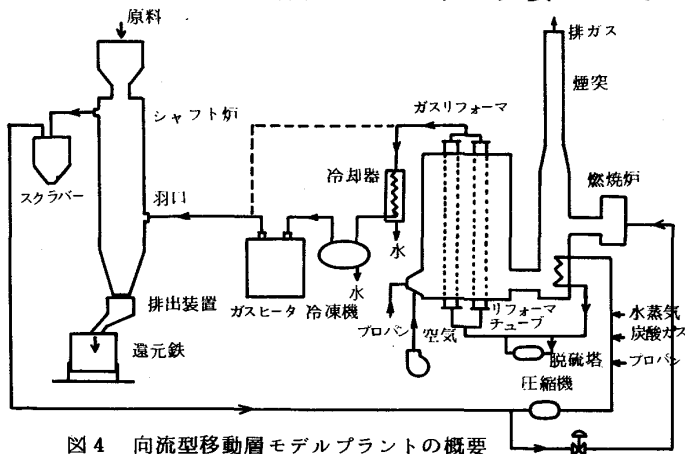 原料
排ガス
煙突
ガスリフォーマ
シャフト炉
冷却器
燃焼炉
スクラバー
羽口
水
水
排出装置
ガスヒータ
冷凍機
プロパン
空気
リフォーマ
チューブ
水蒸気
炭酸ガス
脱硫塔
プロパン
還元鉄
圧縮機
図4 向流型移動層モデルプラントの概要